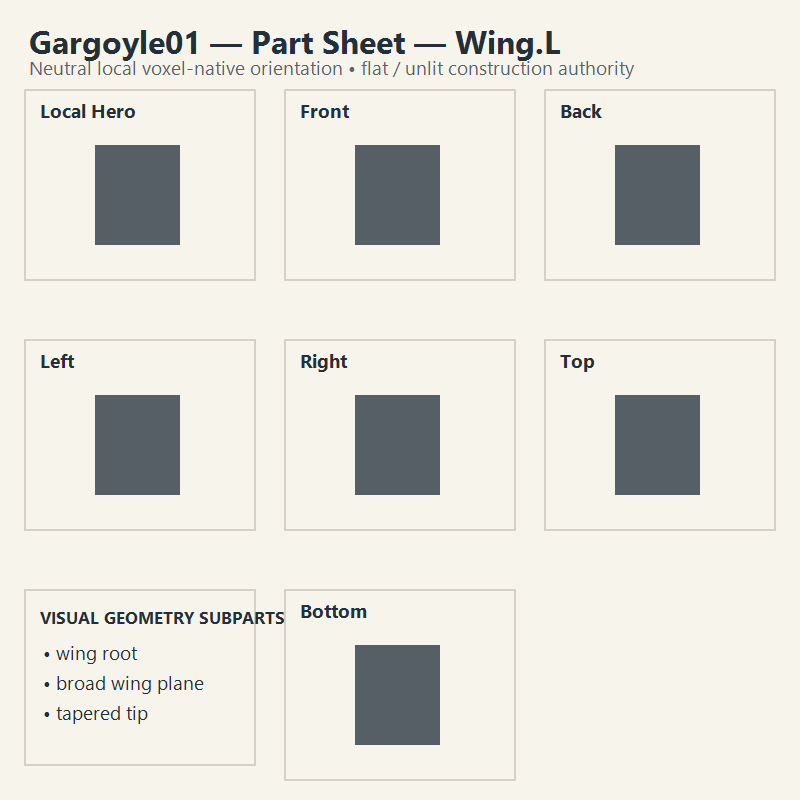 Gargoyle01 — Part Sheet — Wing.L
Neutral local voxel-native orientation • flat / unlit construction authority
Local Hero
Front
Back
Left
Right
Top
VISUAL GEOMETRY SUBPARTS
• wing root
• broad wing plane
• tapered tip
Bottom